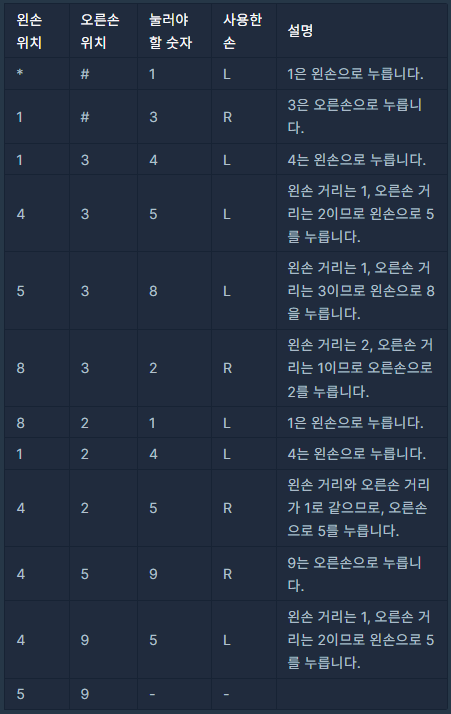 왼손 위치 | 오른손 위치 | 눌러야 할 숫자 | 사용한 손 | 설명
* | # | 1 | L | 1은 왼손으로 누릅니다.
1 | # | 3 | R | 3은 오른손으로 누릅니다.
1 | 3 | 4 | L | 4는 왼손으로 누릅니다.
4 | 3 | 5 | L | 왼손 거리는 1, 오른손 거리는 2이므로 왼손으로 5를 누릅니다.
5 | 3 | 8 | L | 왼손 거리는 1, 오른손 거리는 3이므로 왼손으로 8을 누릅니다.
8 | 3 | 2 | R | 왼손 거리는 2, 오른손 거리는 1이므로 오른손으로 2를 누릅니다.
8 | 2 | 1 | L | 1은 왼손으로 누릅니다.
1 | 2 | 4 | L | 4는 왼손으로 누릅니다.
4 | 2 | 5 | R | 왼손 거리와 오른손 거리가 1로 같으므로, 오른손으로 5를 누릅니다.
4 | 5 | 9 | R | 9는 오른손으로 누릅니다.
4 | 9 | 5 | L | 왼손 거리는 1, 오른손 거리는 2이므로 왼손으로 5를 누릅니다.
5 | 9 | - | - |